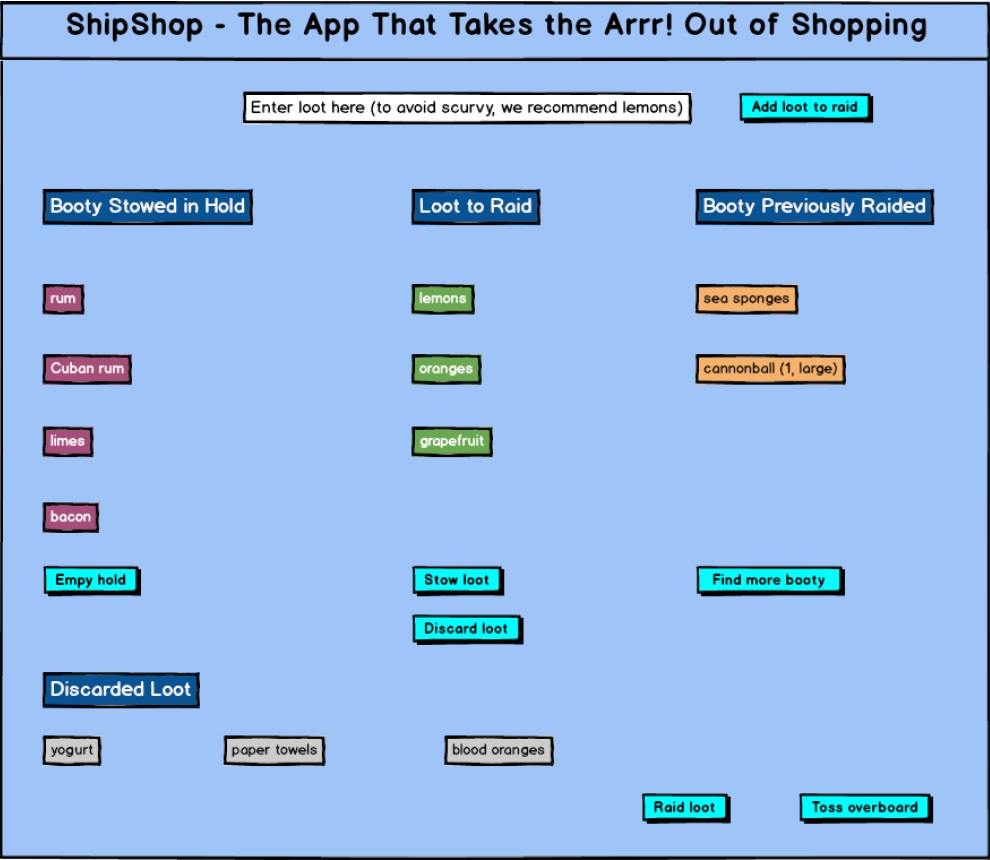 ShipShop - The App That Takes the Arrr! Out of Shopping
Enter loot here (to avoid scurvy, we recommend lemons)
Add loot to raid
Booty Stowed in Hold
Loot to Raid
Booty Previously Raided
rum
lemons
sea sponges
Cuban rum
oranges
cannonball (1, large)
limes
grapefruit
bacon
Empy hold
Stow loot
Find more booty
Discard loot
Discarded Loot
yogurt
paper towels
blood oranges
Raid loot
Toss overboard